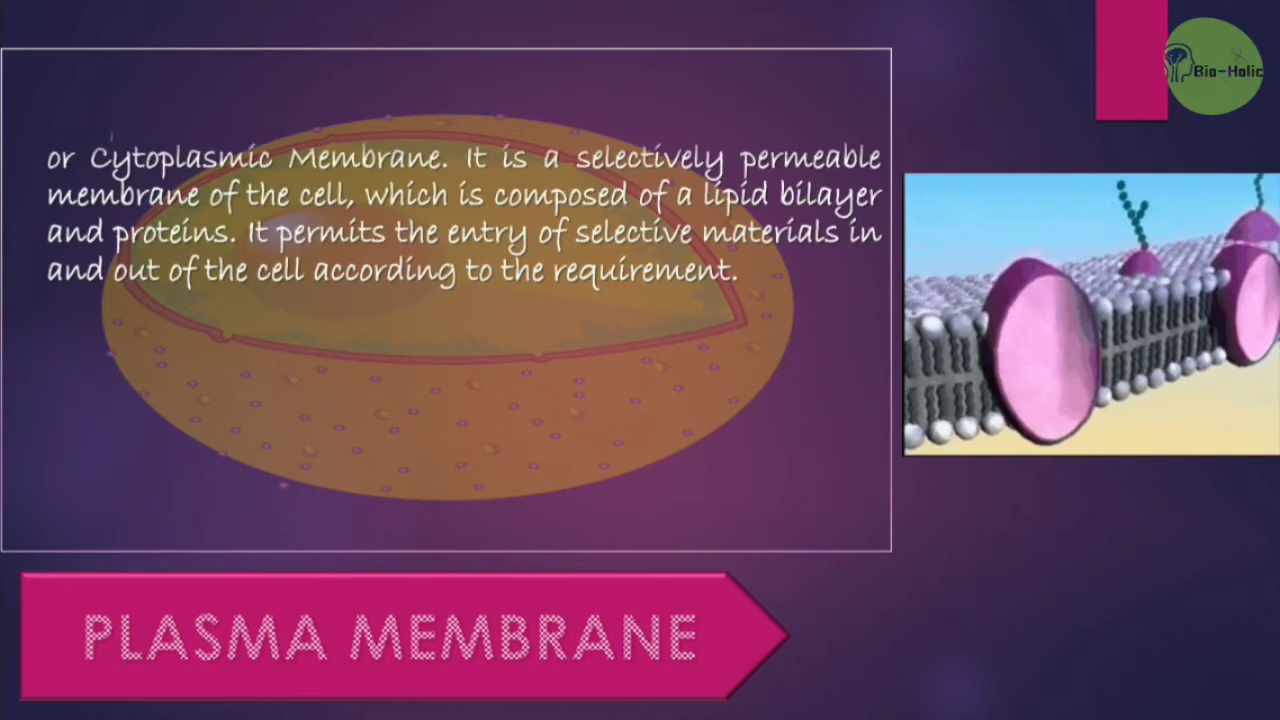 Bio-Holic
or Cytoplasmic Membrane. It is a selectively permeable
membrane of the cell, which is composed of a lipid bilayer
and proteins. It permits the entry of selective materials in
and out of the cell according to the requirement.
PLASMA MEMBRANE